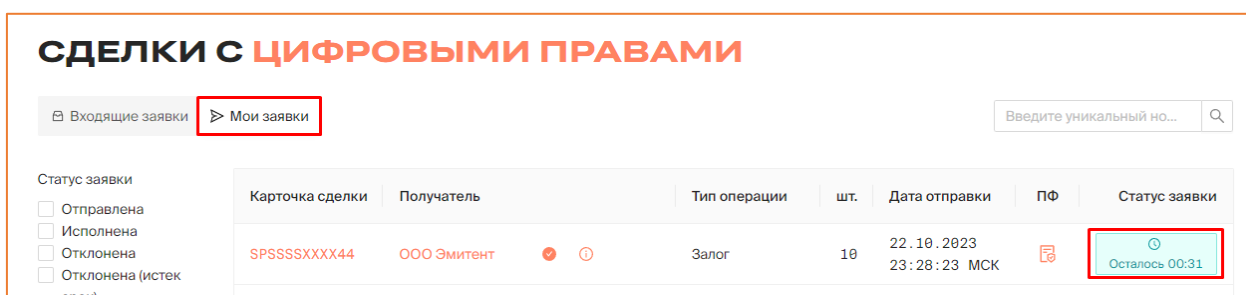 СДЕЛКИ С ЦИФРОВЫМИ ПРАВАМИ
Входящие заявки Мои заявки Введите уникальный но...
Статус заявки
Отправлена
Исполнена
Отклонена
Отклонена (истек
Карточка сделки Получатель Тип операции шт. Дата отправки ПФ Статус заявки
SPSSSSXXXX44 ООО Эмитент Залог 10 22.10.2023
23:28:23 МСК
Осталось 00:31